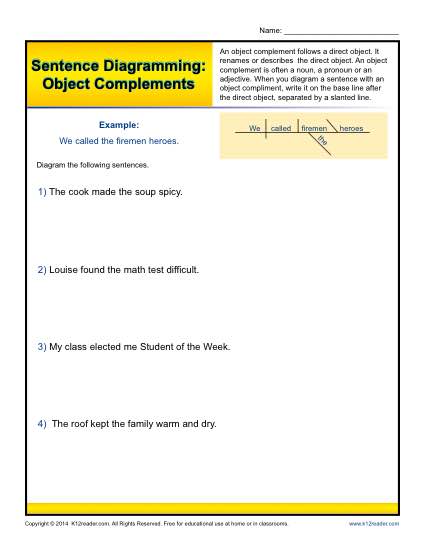 Name: ____________________________
Sentence Diagramming:
Object Complements
An object complement follows a direct object. It
renames or describes the direct object. An object
complement is often a noun, a pronoun or an
adjective. When you diagram a sentence with an
object compliment, write it on the base line after
the direct object, separated by a slanted line.
Example:
We called the firemen heroes.
We called firemen heroes
the
Diagram the following sentences.
1) The cook made the soup spicy.
2) Louise found the math test difficult.
3) My class elected me Student of the Week.
4) The roof kept the family warm and dry.
Copyright © 2014 K12reader.com. All Rights Reserved. Free for educational use at home or in classrooms. www.k12reader.com